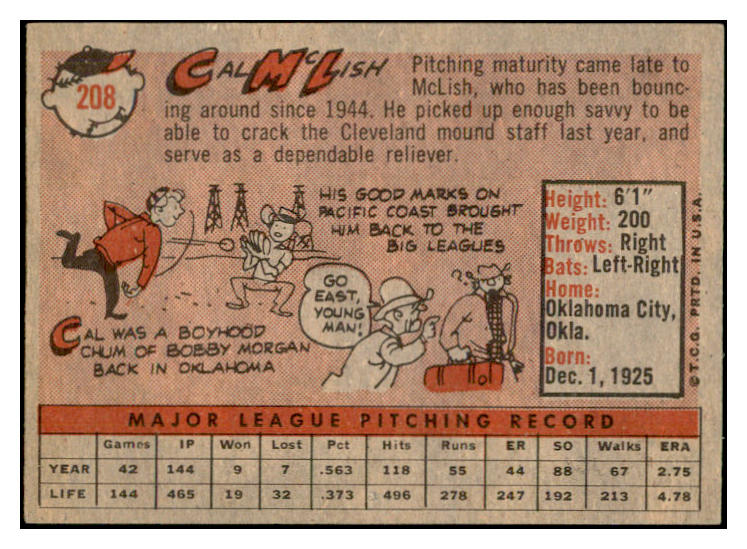 208
CAL McLISH
Pitching maturity came late to
McLish, who has been bounc-
ing around since 1944. He picked up enough savvy to be
able to crack the Cleveland mound staff last year, and
serve as a dependable reliever.
HIS GOOD MARKS ON
PACIFIC COAST BROUGHT
HIM BACK TO THE
BIG LEAGUES
GO
EAST,
YOUNG
MAN!
CAL WAS A BOYHOOD
CHUM OF BOBBY MORGAN
BACK IN OKLAHOMA
Height: 6'1"
Weight: 200
Throws: Right
Bats: Left-Right
Home:
Oklahoma City,
Okla.
Born:
Dec. 1, 1925
©T.C.G. PRTD. IN U.S.A.
MAJOR LEAGUE PITCHING RECORD
Games IP Won Lost Pct Hits Runs ER SO Walks ERA
YEAR 42 144 9 7 .563 118 55 44 88 67 2.75
LIFE 144 465 19 32 .373 496 278 247 192 213 4.78